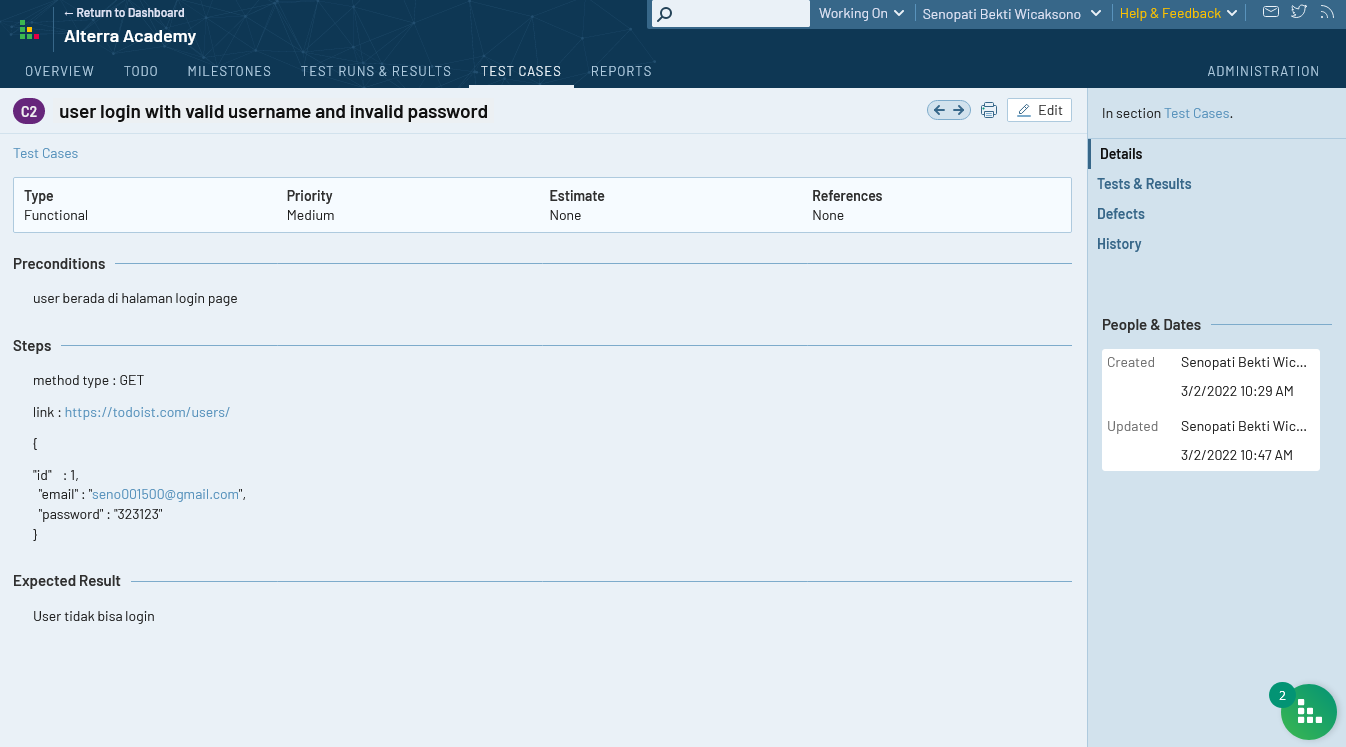 ← Return to Dashboard
Alterra Academy
Working On
Senopati Bekti Wicaksono
Help & Feedback
OVERVIEW TODO MILESTONES TEST RUNS & RESULTS TEST CASES REPORTS ADMINISTRATION
C2 user login with valid username and invalid password
Edit
Test Cases
Type Priority Estimate References
Functional Medium None None
Preconditions
user berada di halaman login page
Steps
method type : GET
link : https://todoist.com/users/
{
"id" : 1,
"email" : "seno001500@gmail.com",
"password" : "323123"
}
Expected Result
User tidak bisa login
In section Test Cases.
Details
Tests & Results
Defects
History
People & Dates
Created Senopati Bekti Wic...
3/2/2022 10:29 AM
Updated Senopati Bekti Wic...
3/2/2022 10:47 AM
2